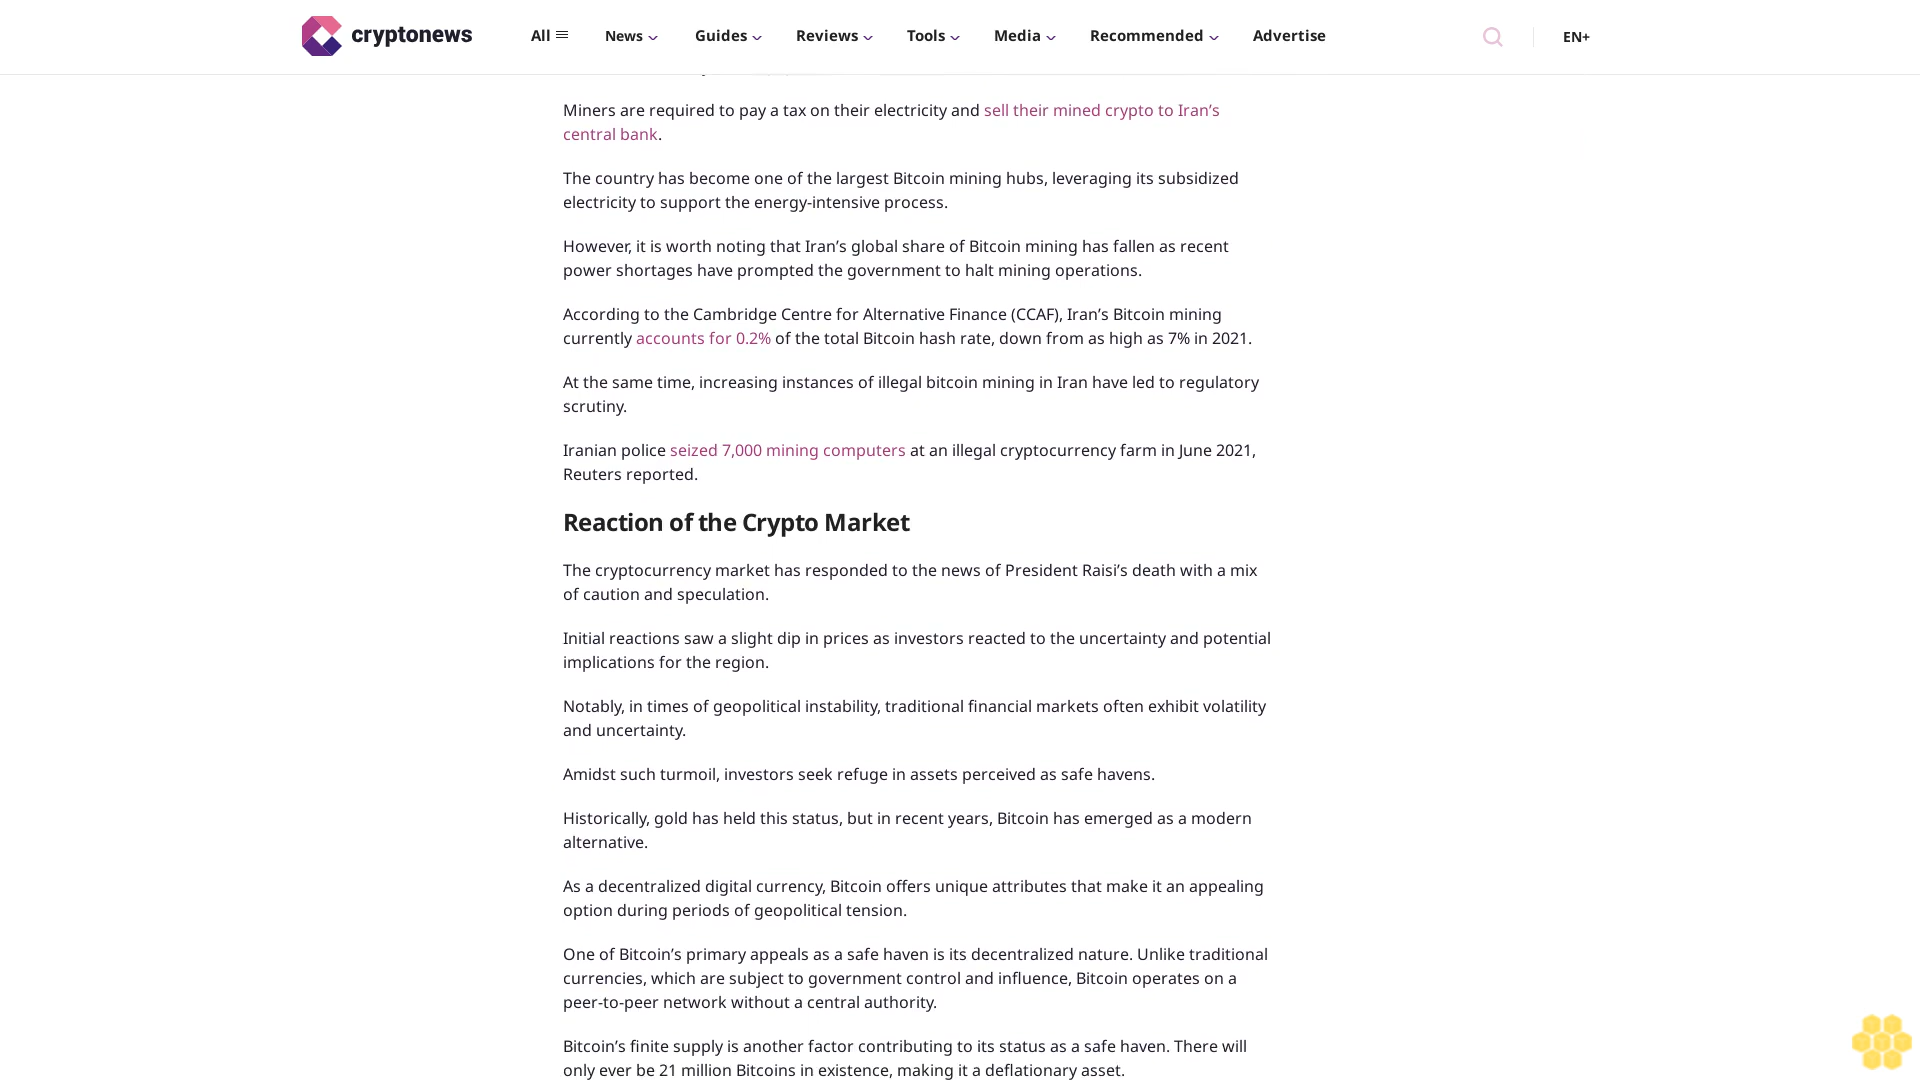 cryptonews
All
News
Guides
Reviews
Tools
Media
Recommended
Advertise
EN+
Miners are required to pay a tax on their electricity and sell their mined crypto to Iran’s
central bank.
The country has become one of the largest Bitcoin mining hubs, leveraging its subsidized
electricity to support the energy-intensive process.
However, it is worth noting that Iran’s global share of Bitcoin mining has fallen as recent
power shortages have prompted the government to halt mining operations.
According to the Cambridge Centre for Alternative Finance (CCAF), Iran’s Bitcoin mining
currently accounts for 0.2% of the total Bitcoin hash rate, down from as high as 7% in 2021.
At the same time, increasing instances of illegal bitcoin mining in Iran have led to regulatory
scrutiny.
Iranian police seized 7,000 mining computers at an illegal cryptocurrency farm in June 2021,
Reuters reported.
Reaction of the Crypto Market
The cryptocurrency market has responded to the news of President Raisi’s death with a mix
of caution and speculation.
Initial reactions saw a slight dip in prices as investors reacted to the uncertainty and potential
implications for the region.
Notably, in times of geopolitical instability, traditional financial markets often exhibit volatility
and uncertainty.
Amidst such turmoil, investors seek refuge in assets perceived as safe havens.
Historically, gold has held this status, but in recent years, Bitcoin has emerged as a modern
alternative.
As a decentralized digital currency, Bitcoin offers unique attributes that make it an appealing
option during periods of geopolitical tension.
One of Bitcoin’s primary appeals as a safe haven is its decentralized nature. Unlike traditional
currencies, which are subject to government control and influence, Bitcoin operates on a
peer-to-peer network without a central authority.
Bitcoin’s finite supply is another factor contributing to its status as a safe haven. There will
only ever be 21 million Bitcoins in existence, making it a deflationary asset.